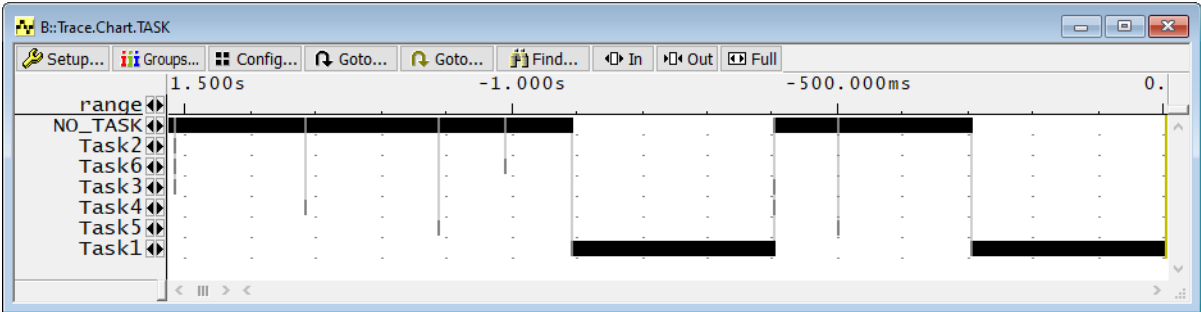 B::Trace.Chart.TASK
Setup... Groups... Config... Goto... Goto... Find... In Out Full
1.500s -1.000s -500.000ms 0.
range
NO_TASK
Task2
Task6
Task3
Task4
Task5
Task1